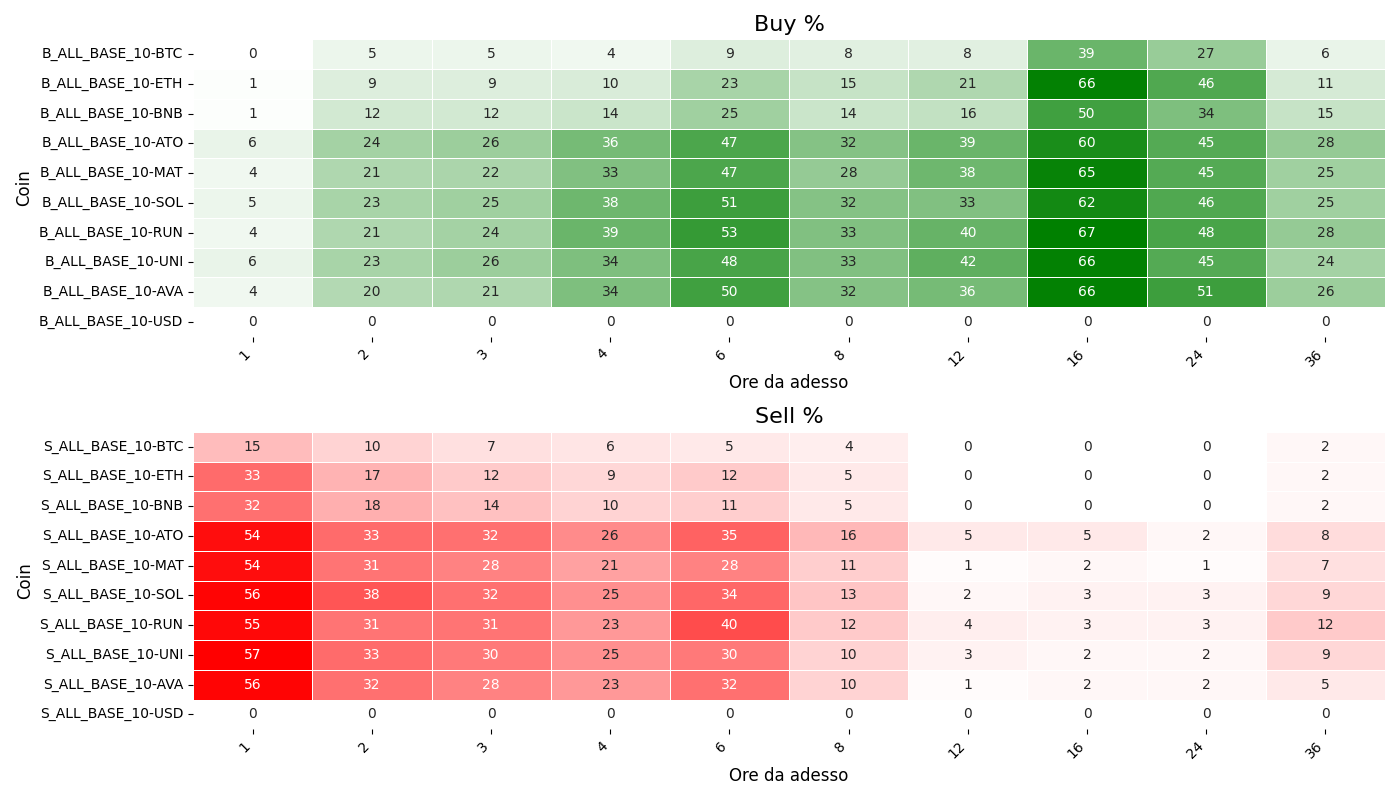 Buy %
Coin
B_ALL_BASE_10-BTC 0 5 5 4 9 8 8 39 27 6
B_ALL_BASE_10-ETH 1 9 9 10 23 15 21 66 46 11
B_ALL_BASE_10-BNB 1 12 12 14 25 14 16 50 34 15
B_ALL_BASE_10-ATO 6 24 26 36 47 32 39 60 45 28
B_ALL_BASE_10-MAT 4 21 22 33 47 28 38 65 45 25
B_ALL_BASE_10-SOL 5 23 25 38 51 32 33 62 46 25
B_ALL_BASE_10-RUN 4 21 24 39 53 33 40 67 48 28
B_ALL_BASE_10-UNI 6 23 26 34 48 33 42 66 45 24
B_ALL_BASE_10-AVA 4 20 21 34 50 32 36 66 51 26
B_ALL_BASE_10-USD 0 0 0 0 0 0 0 0 0 0
1 2 3 4 6 8 12 16 24 36
Ore da adesso
Sell %
Coin
S_ALL_BASE_10-BTC 15 10 7 6 5 4 0 0 0 2
S_ALL_BASE_10-ETH 33 17 12 9 12 5 0 0 0 2
S_ALL_BASE_10-BNB 32 18 14 10 11 5 0 0 0 2
S_ALL_BASE_10-ATO 54 33 32 26 35 16 5 5 2 8
S_ALL_BASE_10-MAT 54 31 28 21 28 11 1 2 1 7
S_ALL_BASE_10-SOL 56 38 32 25 34 13 2 3 3 9
S_ALL_BASE_10-RUN 55 31 31 23 40 12 4 3 3 12
S_ALL_BASE_10-UNI 57 33 30 25 30 10 3 2 2 9
S_ALL_BASE_10-AVA 56 32 28 23 32 10 1 2 2 5
S_ALL_BASE_10-USD 0 0 0 0 0 0 0 0 0 0
1 2 3 4 6 8 12 16 24 36
Ore da adesso